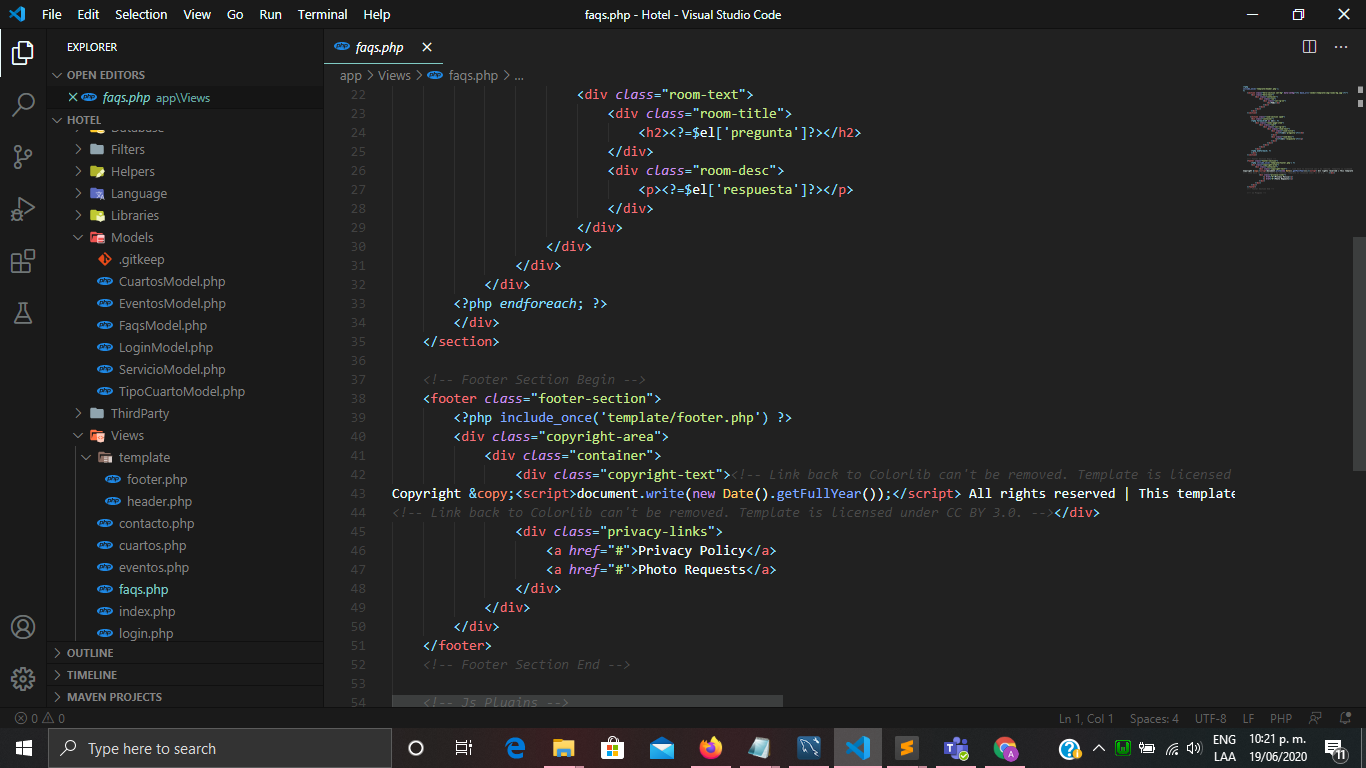 File Edit Selection View Go Run Terminal Help faqs.php - Hotel - Visual Studio Code
EXPLORER
OPEN EDITORS
faqs.php app\Views
HOTEL
Database
Filters
Helpers
Language
Libraries
Models
.gitkeep
CuartosModel.php
EventosModel.php
FaqsModel.php
LoginModel.php
ServicioModel.php
TipoCuartoModel.php
ThirdParty
Views
template
footer.php
header.php
contacto.php
cuartos.php
eventos.php
faqs.php
index.php
login.php
OUTLINE
TIMELINE
MAVEN PROJECTS
faqs.php
app > Views > faqs.php > ...
22 <div class="room-text">
23 <div class="room-title">
24 <h2><?=$el['pregunta']?></h2>
25 </div>
26 <div class="room-desc">
27 <p><?=$el['respuesta']?></p>
28 </div>
29 </div>
30 </div>
31 </div>
32 </div>
33 <?php endforeach; ?>
34 </div>
35 </section>
36
37 <!-- Footer Section Begin -->
38 <footer class="footer-section">
39 <?php include_once('template/footer.php') ?>
40 <div class="copyright-area">
41 <div class="container">
42 <div class="copyright-text"><!-- Link back to Colorlib can't be removed. Template is licensed
43 Copyright &copy;<script>document.write(new Date().getFullYear());</script> All rights reserved | This template
44 <!-- Link back to Colorlib can't be removed. Template is licensed under CC BY 3.0. --></div>
45 <div class="privacy-links">
46 <a href="#">Privacy Policy</a>
47 <a href="#">Photo Requests</a>
48 </div>
49 </div>
50 </div>
51 </footer>
52 <!-- Footer Section End -->
53
54 <!-- Js Plugins -->
0 0
Ln 1, Col 1 Spaces: 4 UTF-8 LF PHP
Type here to search
ENG
LAA
10:21 p. m.
19/06/2020
11